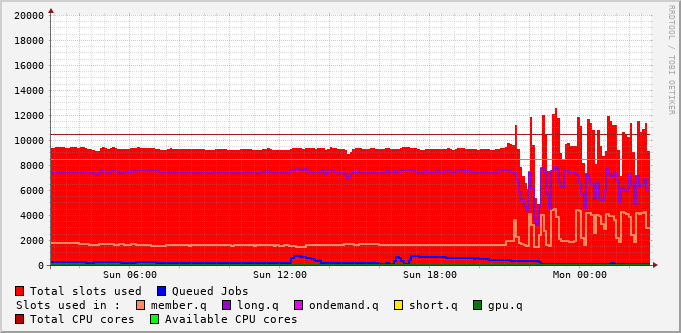 20000
18000
16000
14000
12000
10000
8000
6000
4000
2000
0
Sun 06:00 Sun 12:00 Sun 18:00 Mon 00:00
Total slots used Queued Jobs
Slots used in : member.q long.q ondemand.q short.q gpu.q
Total CPU cores Available CPU cores
RRDTOOL / TOBI OETIKER